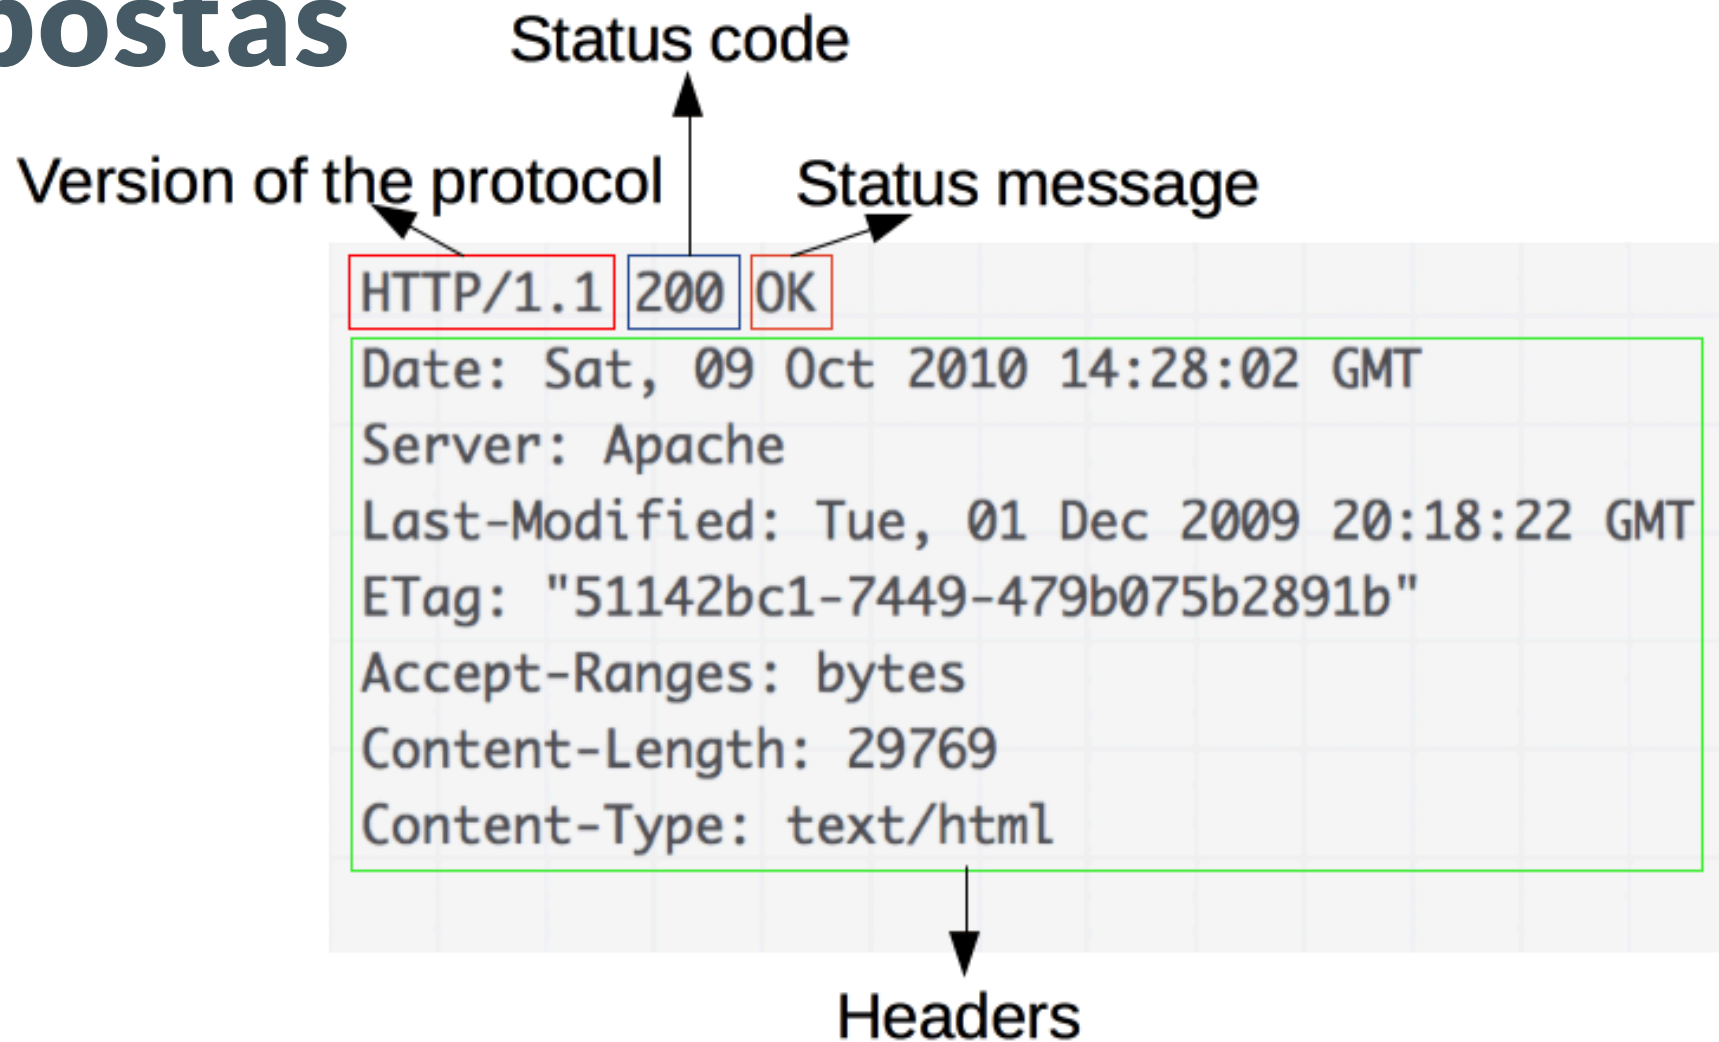 postas
Status code
Version of the protocol
Status message
HTTP/1.1 200 OK
Date: Sat, 09 Oct 2010 14:28:02 GMT
Server: Apache
Last-Modified: Tue, 01 Dec 2009 20:18:22 GMT
ETag: "51142bc1-7449-479b075b2891b"
Accept-Ranges: bytes
Content-Length: 29769
Content-Type: text/html
Headers